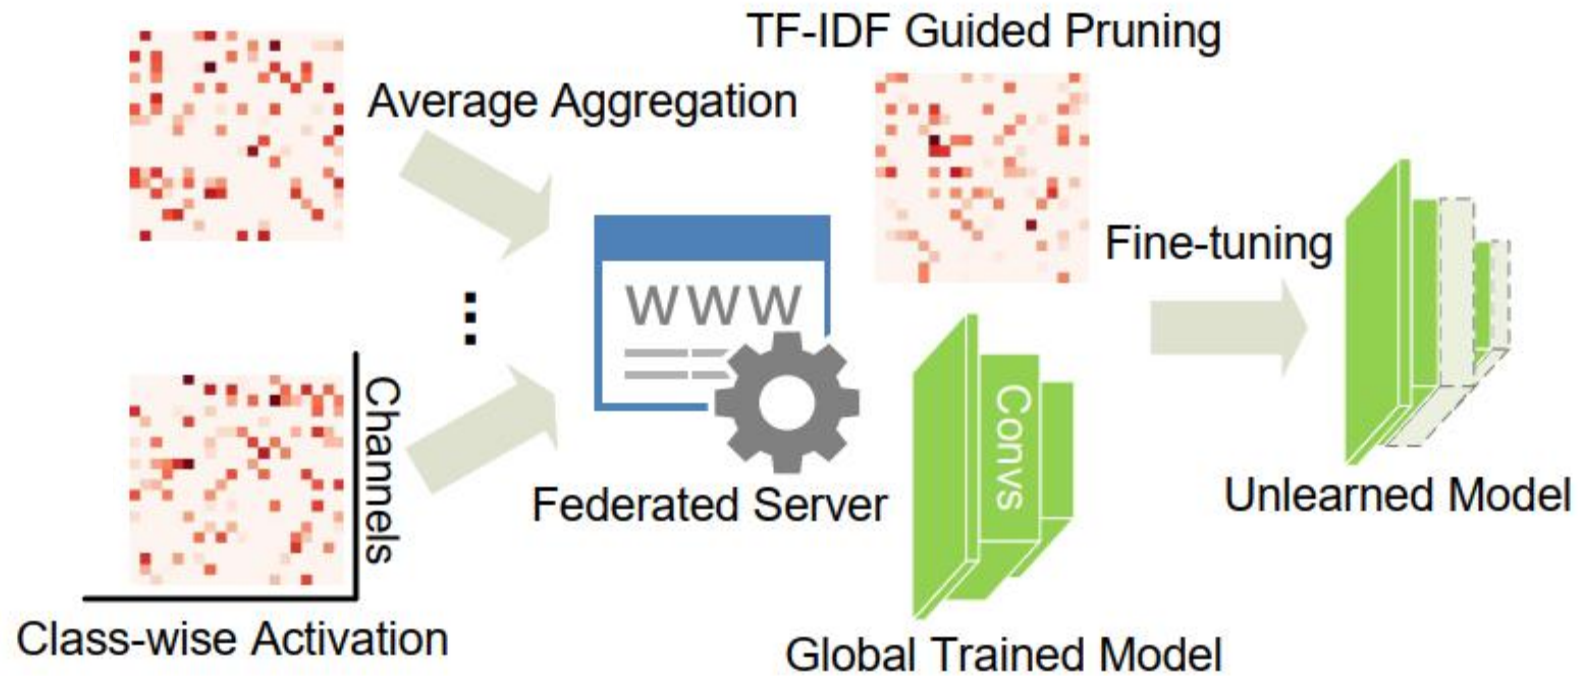 TF-IDF Guided Pruning
Average Aggregation
Fine-tuning
WWW
Channels
Convs
Federated Server
Unlearned Model
Class-wise Activation
Global Trained Model